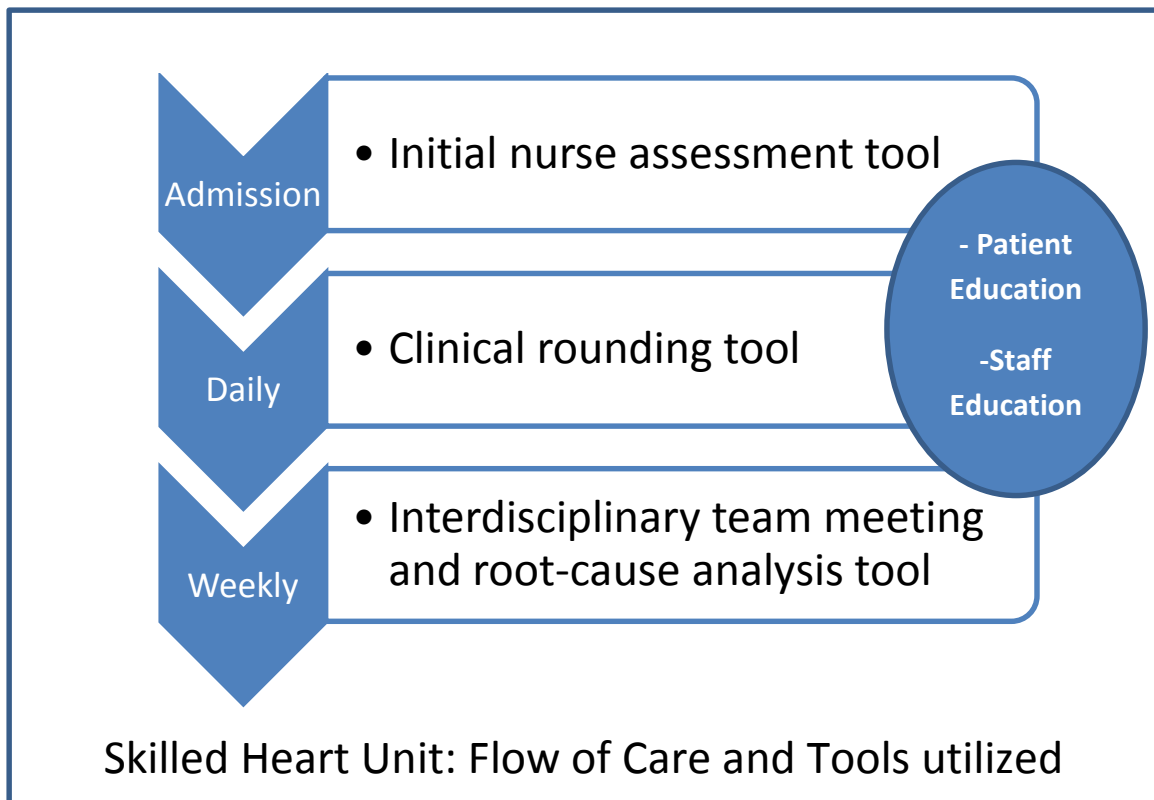 Admission
• Initial nurse assessment tool
- Patient
Education
-Staff
Education
Daily
• Clinical rounding tool
Weekly
• Interdisciplinary team meeting
and root-cause analysis tool
Skilled Heart Unit: Flow of Care and Tools utilized